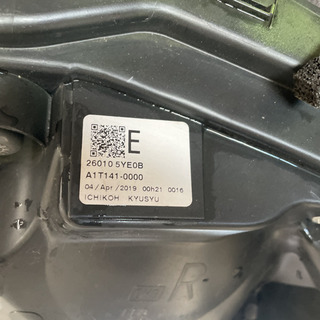 E
26010 5YE0B
A1T141-0000
04/Apr/2019 00h21 0016
ICHIKOH KYUSYU
R